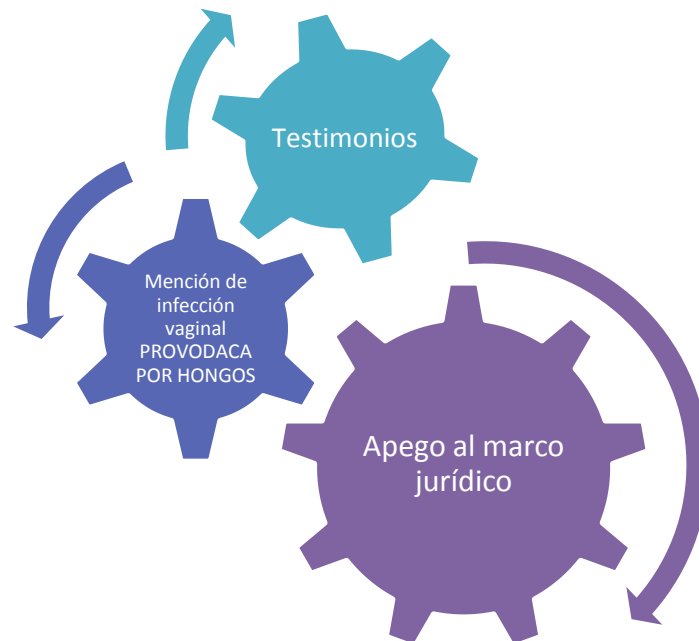 Testimonios
Mención de
infección
vaginal
PROVODACA
POR HONGOS
Apego al marco
jurídico